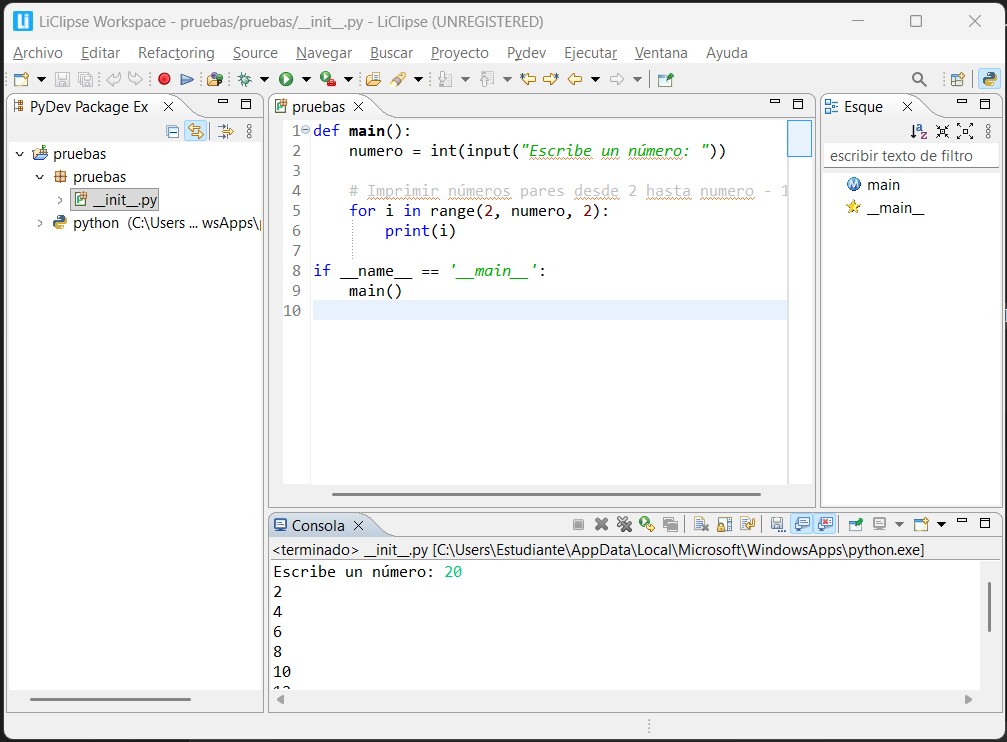 LiClipse Workspace - pruebas/pruebas/__init__.py - LiClipse (UNREGISTERED)
Archivo Editar Refactoring Source Navegar Buscar Proyecto Pydev Ejecutar Ventana Ayuda
PyDev Package Ex
pruebas
pruebas
__init__.py
python (C:\Users ... wsApps\
pruebas
1 def main():
2 numero = int(input("Escribe un número: "))
3
4 # Imprimir números pares desde 2 hasta numero - 1
5 for i in range(2, numero, 2):
6 print(i)
7
8 if __name__ == '__main__':
9 main()
10
Esque
escribir texto de filtro
main
__main__
Consola
<terminado> __init__.py [C:\Users\Estudiante\AppData\Local\Microsoft\WindowsApps\python.exe]
Escribe un número: 20
2
4
6
8
10